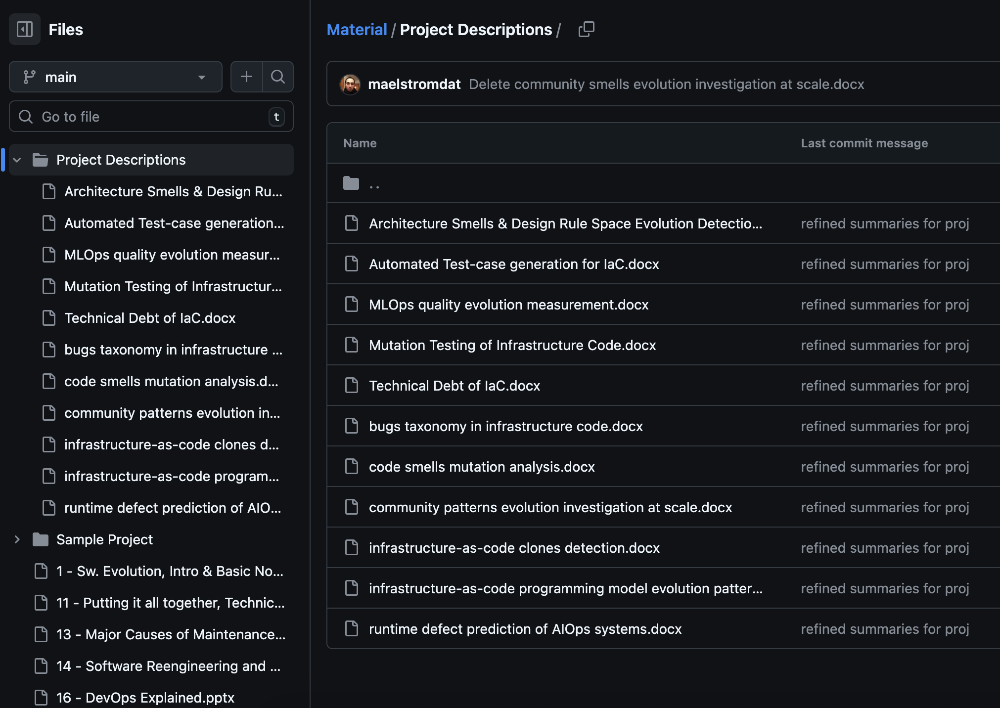 Files
main
Go to file
t
Project Descriptions
Architecture Smells & Design Ru...
Automated Test-case generation...
MLOps quality evolution measur...
Mutation Testing of Infrastructur...
Technical Debt of IaC.docx
bugs taxonomy in infrastructure ...
code smells mutation analysis.d...
community patterns evolution in...
infrastructure-as-code clones d...
infrastructure-as-code program...
runtime defect prediction of AIO...
Sample Project
1 - Sw. Evolution, Intro & Basic No...
11 - Putting it all together, Technic...
13 - Major Causes of Maintenance...
14 - Software Reengineering and ...
16 - DevOps Explained.pptx
Material / Project Descriptions /
maelstromdat Delete community smells evolution investigation at scale.docx
Name Last commit message
..
Architecture Smells & Design Rule Space Evolution Detectio... refined summaries for proj
Automated Test-case generation for IaC.docx refined summaries for proj
MLOps quality evolution measurement.docx refined summaries for proj
Mutation Testing of Infrastructure Code.docx refined summaries for proj
Technical Debt of IaC.docx refined summaries for proj
bugs taxonomy in infrastructure code.docx refined summaries for proj
code smells mutation analysis.docx refined summaries for proj
community patterns evolution investigation at scale.docx refined summaries for proj
infrastructure-as-code clones detection.docx refined summaries for proj
infrastructure-as-code programming model evolution patter... refined summaries for proj
runtime defect prediction of AIOps systems.docx refined summaries for proj